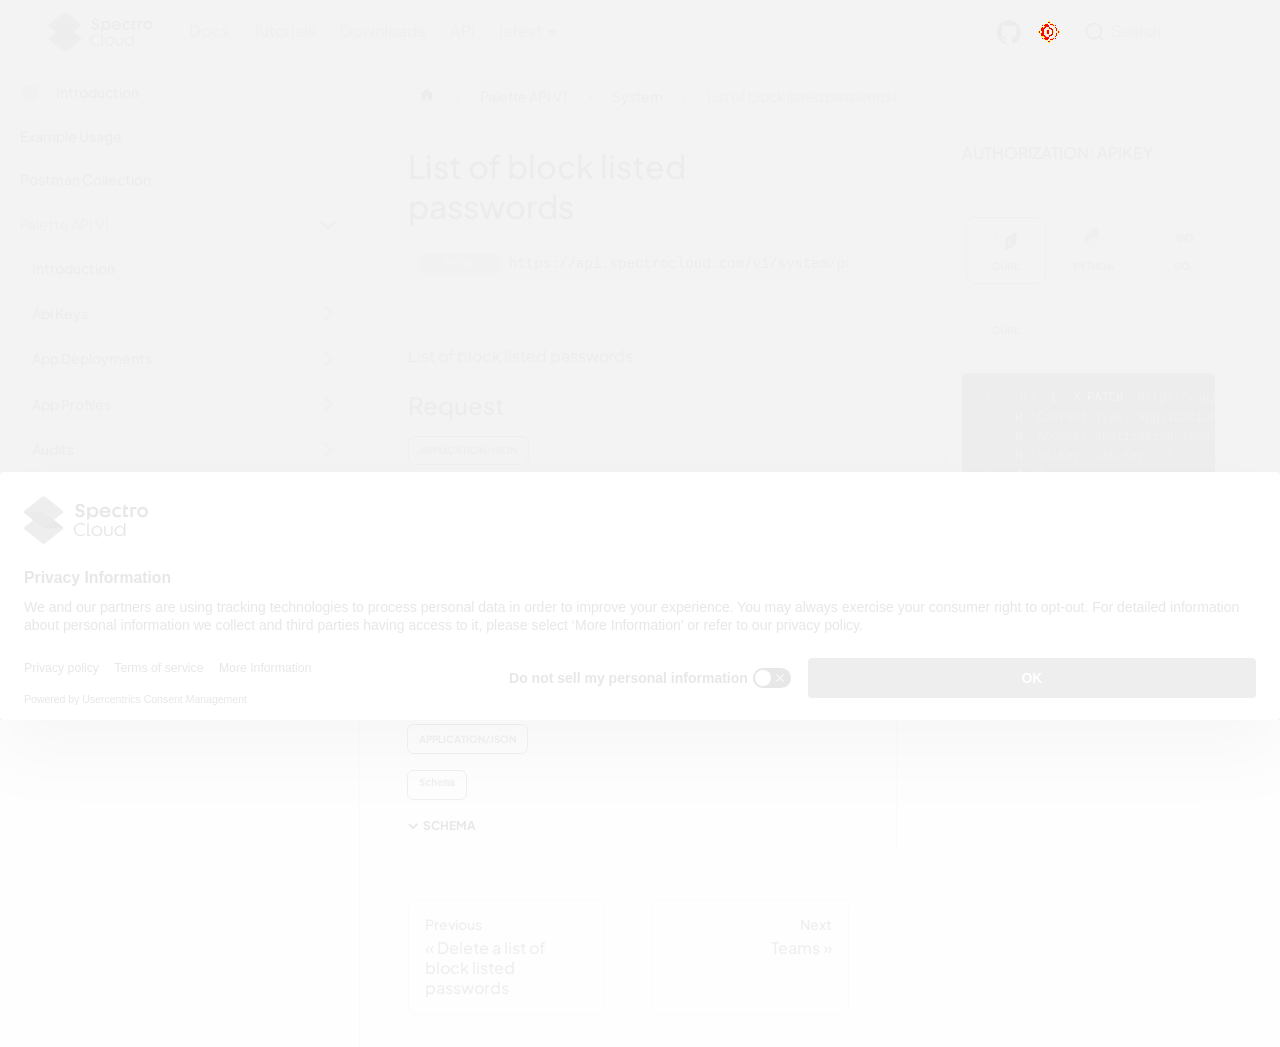 Spectro
Cloud
Docs Tutorials Downloads API latest
Search
Introduction
Palette API V1 System List of block listed passwords
Example Usage
AUTHORIZATION: APIKEY
List of block listed
passwords
Postman Collection
Palette API V1
CURL PYTHON GO
Introduction
https://api.spectrocloud.com/v1/system/p
Api Keys
CURL
App Deployments
List of block listed passwords
App Profiles
Request
Audits
APPLICATION/JSON
Spectro
Cloud
Privacy Information
We and our partners are using tracking technologies to process personal data in order to improve your experience. You may always exercise your consumer right to opt-out. For detailed information
about personal information we collect and third parties having access to it, please select 'More Information' or refer to our privacy policy.
Privacy policy Terms of service More Information
Do not sell my personal information
OK
Powered by Usercentrics Consent Management
APPLICATION/JSON
Schema
SCHEMA
Previous
« Delete a list of
block listed
passwords
Next
Teams »